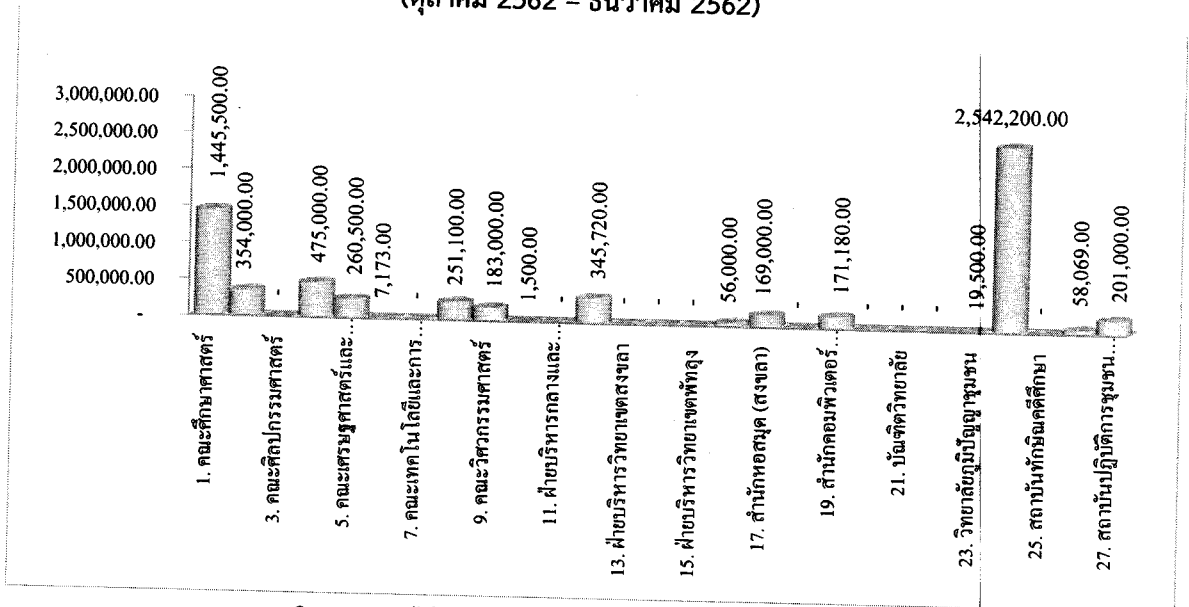 (ตุลาคม 2562 – ธันวาคม 2562)
3,000,000.00
2,500,000.00
2,000,000.00
1,500,000.00
1,000,000.00
500,000.00
-
1,445,500.00
354,000.00
-
475,000.00
260,500.00
7,173.00
-
251,100.00
183,000.00
1,500.00
-
345,720.00
-
-
-
56,000.00
169,000.00
-
171,180.00
-
-
-
19,500.00
2,542,200.00
-
58,069.00
201,000.00
1. คณะศึกษาศาสตร์
3. คณะศิลปกรรมศาสตร์
5. คณะเศรษฐศาสตร์และ…
7. คณะเทคโนโลยีและการ…
9. คณะวิศวกรรมศาสตร์
11. ฝ่ายบริหารกลางและ…
13. ฝ่ายบริหารวิทยาเขตสงขลา
15. ฝ่ายบริหารวิทยาเขตพัทลุง
17. สำนักหอสมุด (สงขลา)
19. สำนักคอมพิวเตอร์…
21. บัณฑิตวิทยาลัย
23. วิทยาลัยภูมิปัญญาชุมชน
25. สถาบันทักษิณคดีศึกษา
27. สถาบันปฏิบัติการชุมชน…